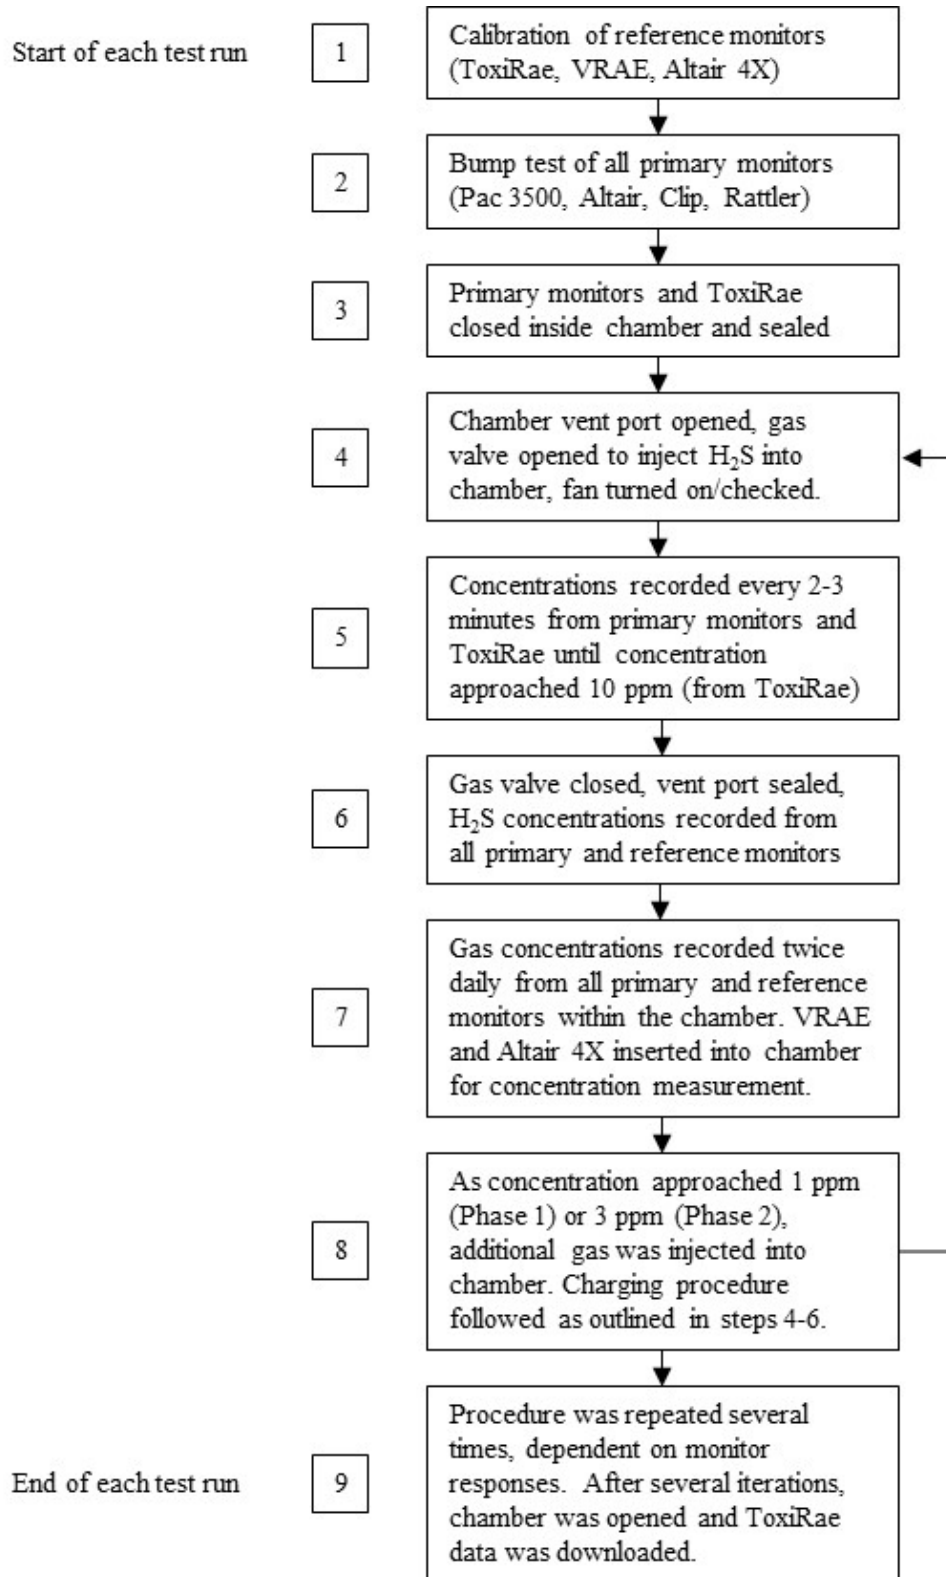 Start of each test run
1
Calibration of reference monitors
(ToxiRae, VRAE, Altair 4X)
2
Bump test of all primary monitors
(Pac 3500, Altair, Clip, Rattler)
3
Primary monitors and ToxiRae
closed inside chamber and sealed
4
Chamber vent port opened, gas
valve opened to inject H₂S into
chamber, fan turned on/checked.
5
Concentrations recorded every 2-3
minutes from primary monitors and
ToxiRae until concentration
approached 10 ppm (from ToxiRae)
6
Gas valve closed, vent port sealed,
H₂S concentrations recorded from
all primary and reference monitors
7
Gas concentrations recorded twice
daily from all primary and reference
monitors within the chamber. VRAE
and Altair 4X inserted into chamber
for concentration measurement.
8
As concentration approached 1 ppm
(Phase 1) or 3 ppm (Phase 2),
additional gas was injected into
chamber. Charging procedure
followed as outlined in steps 4-6.
End of each test run
9
Procedure was repeated several
times, dependent on monitor
responses. After several iterations,
chamber was opened and ToxiRae
data was downloaded.